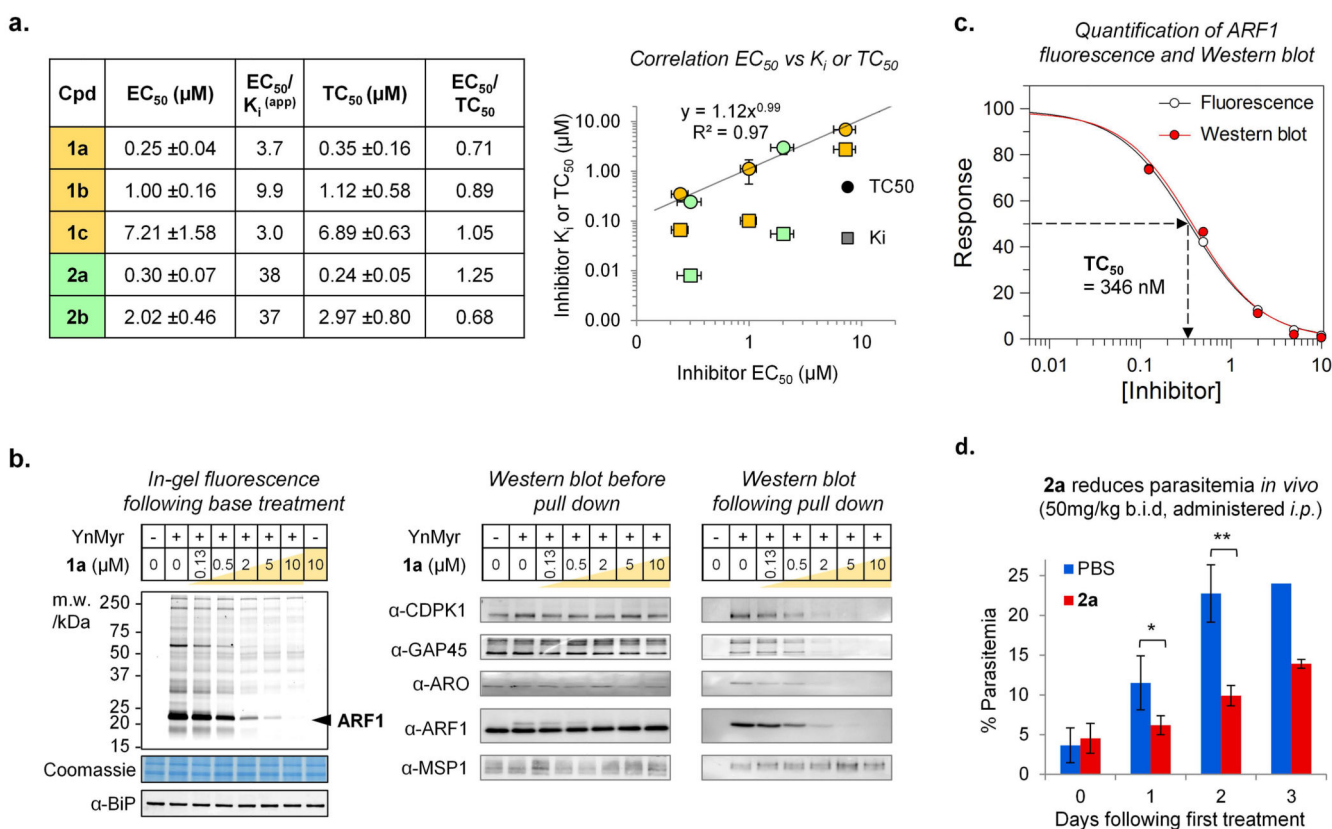 a.
Cpd EC50 (µM) EC50/ Ki (app) TC50 (µM) EC50/ TC50
1a 0.25 ±0.04 3.7 0.35 ±0.16 0.71
1b 1.00 ±0.16 9.9 1.12 ±0.58 0.89
1c 7.21 ±1.58 3.0 6.89 ±0.63 1.05
2a 0.30 ±0.07 38 0.24 ±0.05 1.25
2b 2.02 ±0.46 37 2.97 ±0.80 0.68
Correlation EC50 vs Ki or TC50
y = 1.12x0.99
R² = 0.97
Inhibitor Ki or TC50 (µM)
10.00
1.00
0.10
0.01
0.00
0 1 10
Inhibitor EC50 (µM)
TC50
Ki
c.
Quantification of ARF1
fluorescence and Western blot
Fluorescence
Western blot
Response
100
80
60
40
20
0
TC50
= 346 nM
0.01 0.1 1 10
[Inhibitor]
b.
In-gel fluorescence
following base treatment
YnMyr - + + + + + + -
1a (µM) 0 0 0.13 0.5 2 5 10 10
m.w.
/kDa
250
75
50
37
25
20
15
ARF1
Coomassie
α-BiP
Western blot before
pull down
YnMyr - + + + + + +
1a (µM) 0 0 0.13 0.5 2 5 10
α-CDPK1
α-GAP45
α-ARO
α-ARF1
α-MSP1
Western blot
following pull down
YnMyr - + + + + + +
1a (µM) 0 0 0.13 0.5 2 5 10
α-CDPK1
α-GAP45
α-ARO
α-ARF1
α-MSP1
d.
2a reduces parasitemia in vivo
(50mg/kg b.i.d, administered i.p.)
% Parasitemia
25
20
15
10
5
0
PBS
2a
*
**
0 1 2 3
Days following first treatment